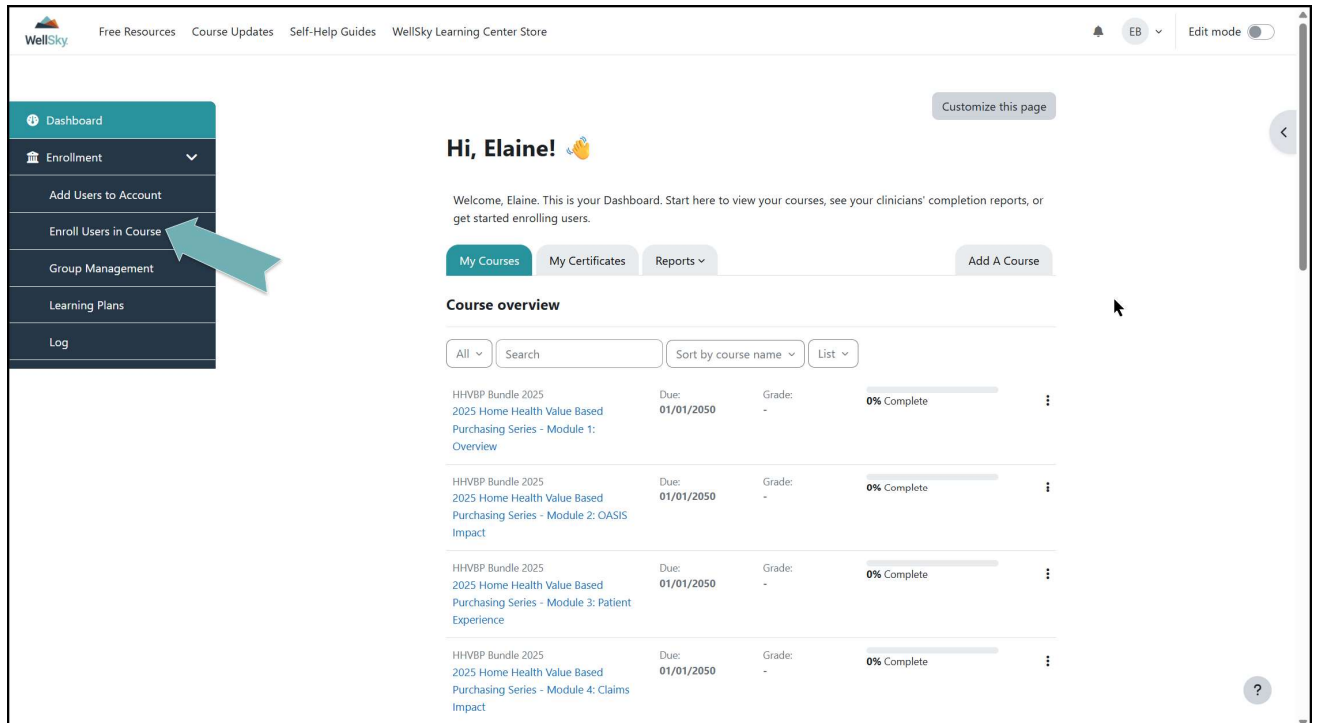 WellSky
Free Resources Course Updates Self-Help Guides WellSky Learning Center Store
EB
Edit mode
Dashboard
Enrollment
Add Users to Account
Enroll Users in Course
Group Management
Learning Plans
Log
Customize this page
Hi, Elaine! 👋
Welcome, Elaine. This is your Dashboard. Start here to view your courses, see your clinicians' completion reports, or
get started enrolling users.
My Courses My Certificates Reports Add A Course
Course overview
All Search Sort by course name List
HHVBP Bundle 2025
2025 Home Health Value Based
Purchasing Series - Module 1:
Overview
Due:
01/01/2050
Grade:
-
0% Complete
HHVBP Bundle 2025
2025 Home Health Value Based
Purchasing Series - Module 2: OASIS
Impact
Due:
01/01/2050
Grade:
-
0% Complete
HHVBP Bundle 2025
2025 Home Health Value Based
Purchasing Series - Module 3: Patient
Experience
Due:
01/01/2050
Grade:
-
0% Complete
HHVBP Bundle 2025
2025 Home Health Value Based
Purchasing Series - Module 4: Claims
Impact
Due:
01/01/2050
Grade:
-
0% Complete
?